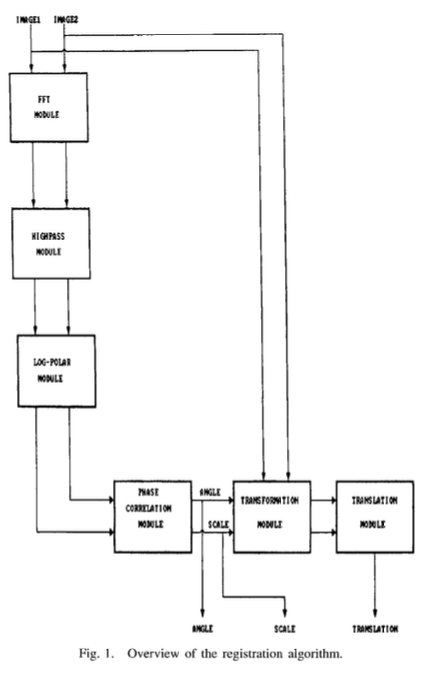 IMAGE1 IMAGE2
FFT
MODULE
HIGHPASS
MODULE
LOG-POLAR
MODULE
PHASE
CORRELATION
MODULE
ANGLE
SCALE
TRANSFORMATION
MODULE
TRANSLATION
MODULE
ANGLE SCALE TRANSLATION
Fig. 1. Overview of the registration algorithm.